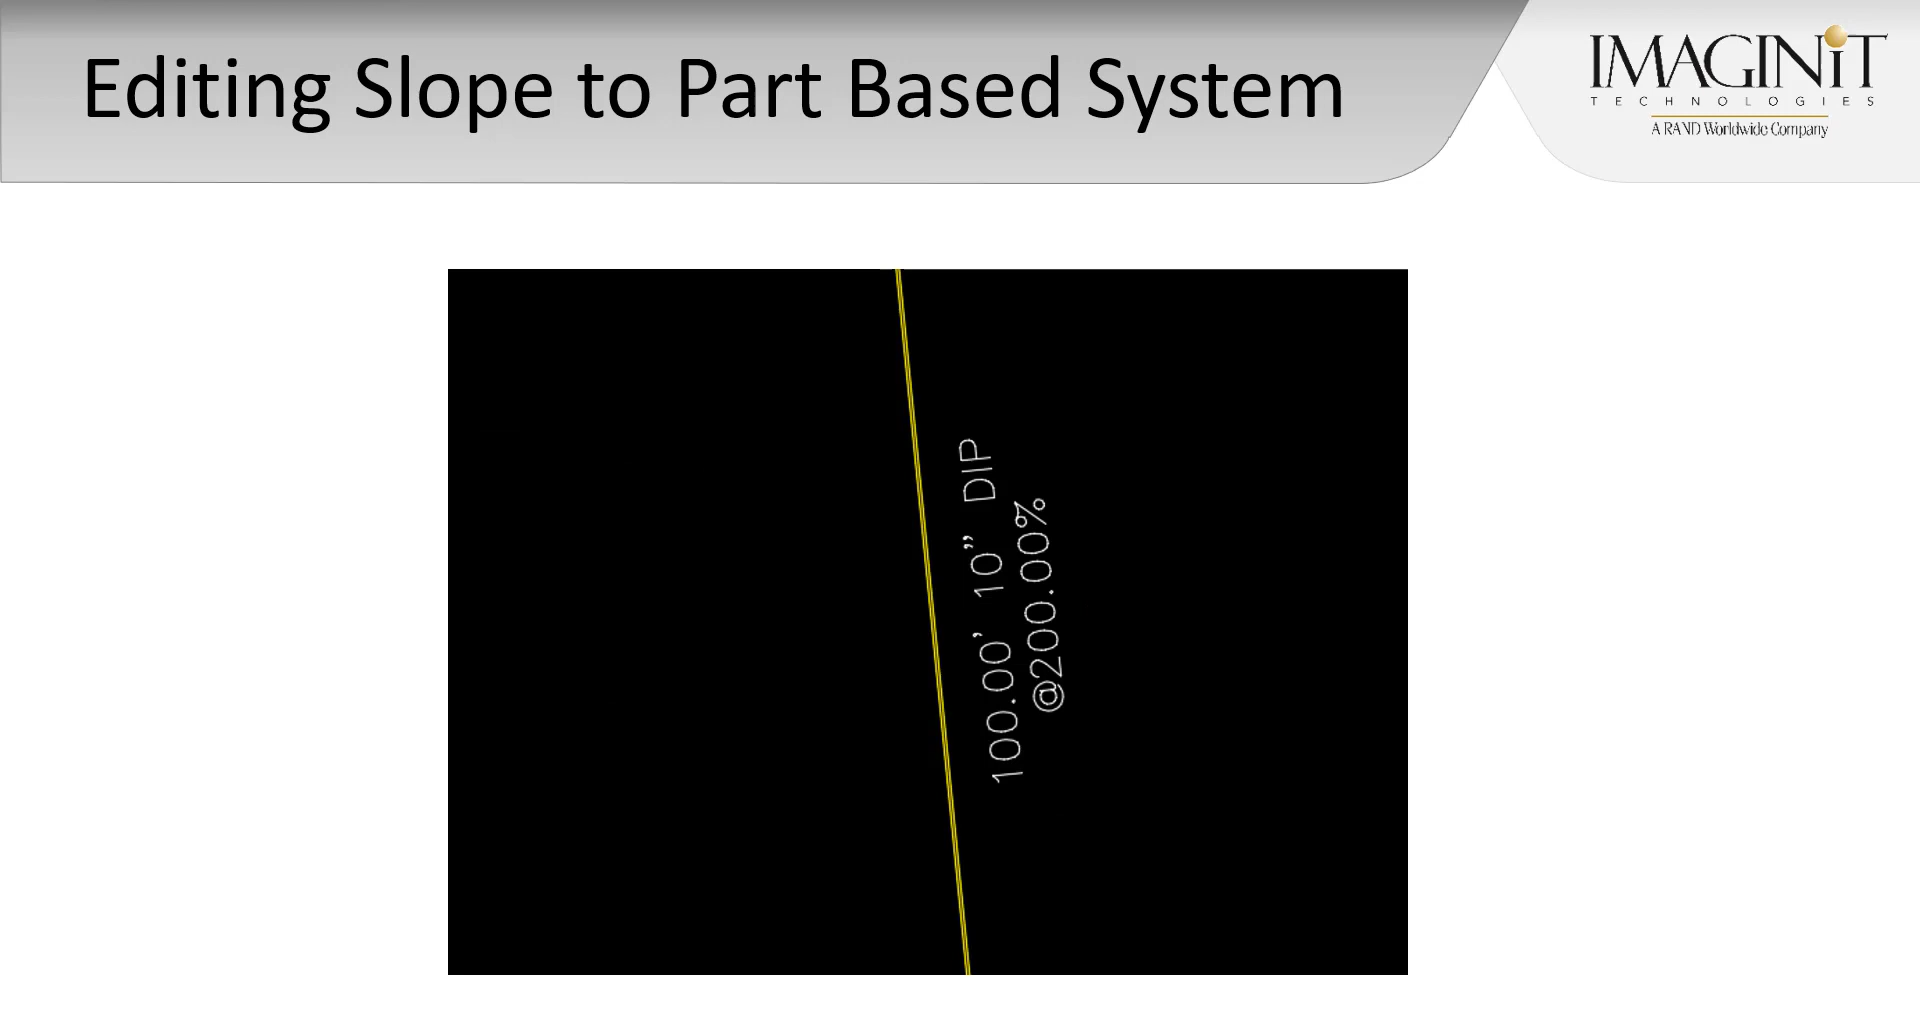 Editing Slope to Part Based System
IMAGINiT
TECHNOLOGIES
A RAND Worldwide Company
100.00' 10" DIP
@200.00%